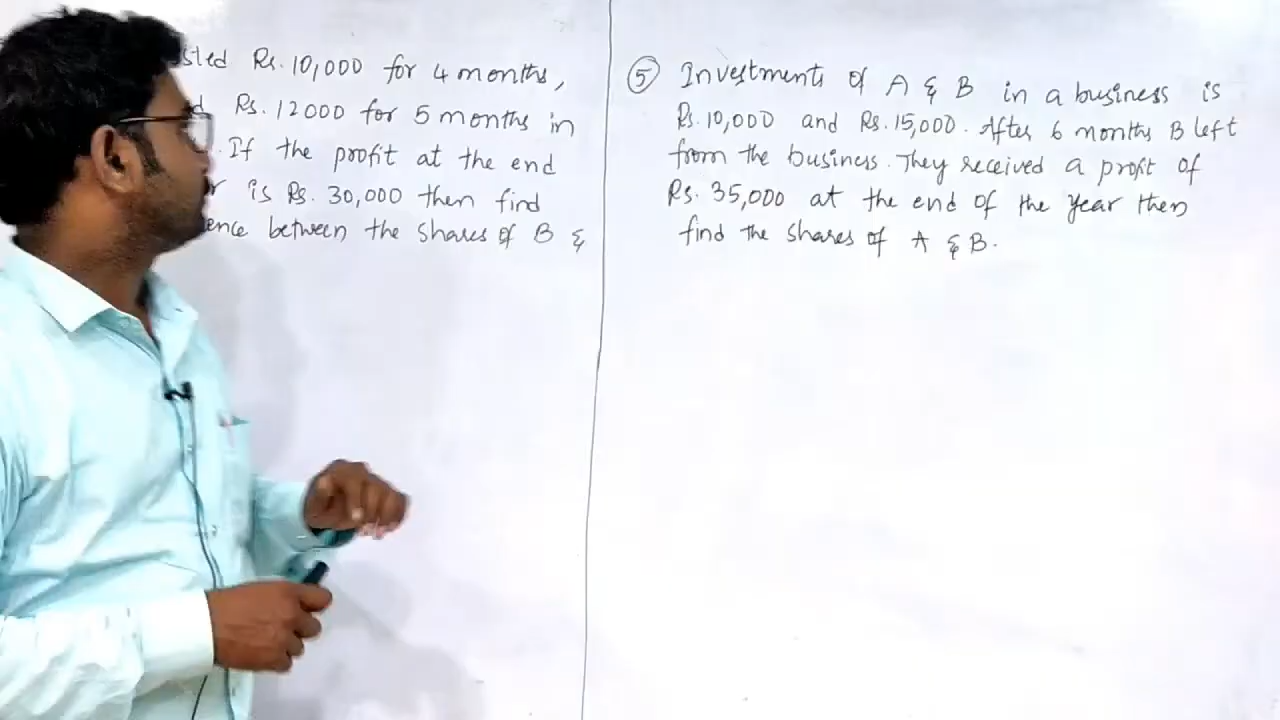 Rs. 10,000 for 4 months,
Rs. 12000 for 5 months in
If the profit at the end
is Rs. 30,000 then find
between the shares of B &
⑤ Investments of A & B in a business is
Rs. 10,000 and Rs. 15,000. After 6 months B left
from the business. They received a profit of
Rs. 35,000 at the end of the year then
find the shares of A & B.